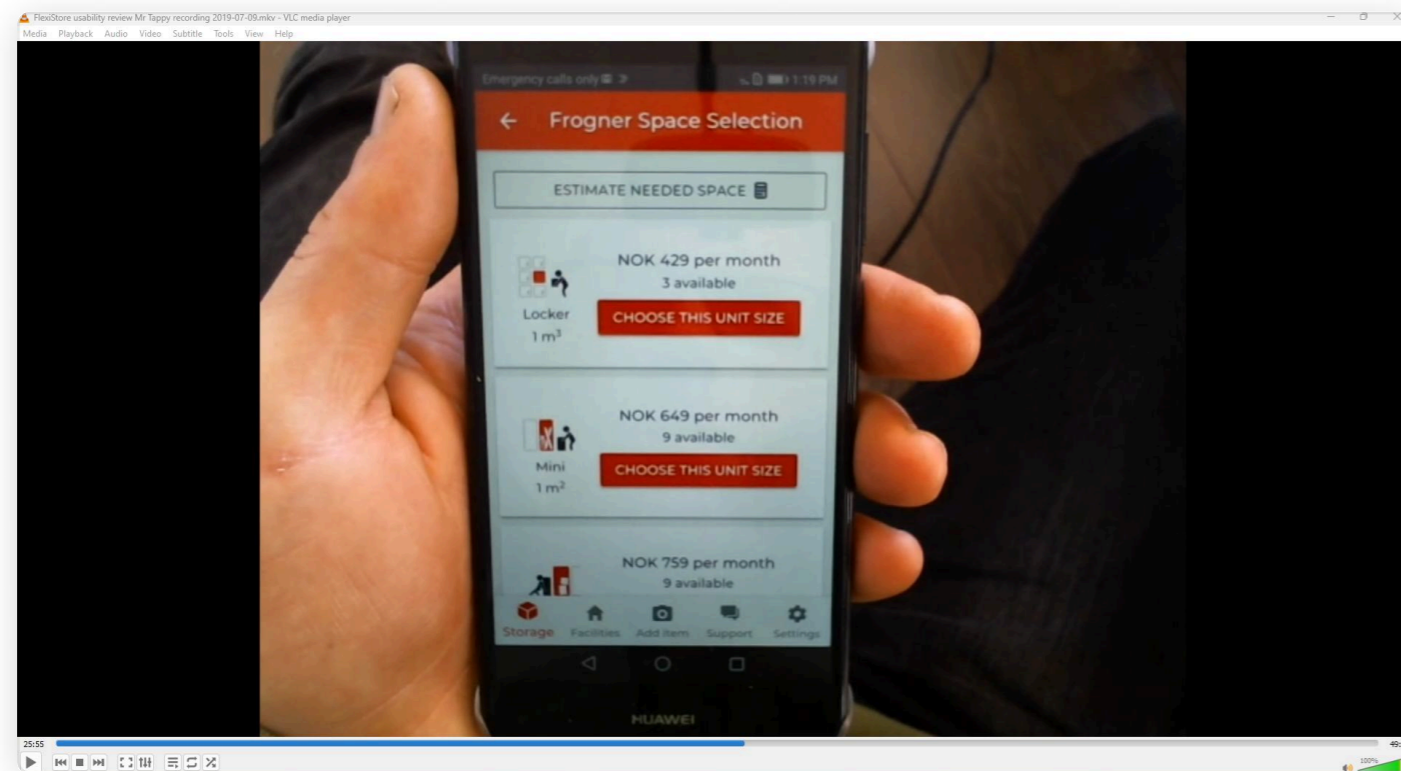 FlexiStore usability review Mr Tappy recording 2019-07-09.mkv - VLC media player
Media Playback Audio Video Subtitle Tools View Help
Emergency calls only 1:19 PM
Frogner Space Selection
ESTIMATE NEEDED SPACE
NOK 429 per month
3 available
CHOOSE THIS UNIT SIZE
Locker
1 m³
NOK 649 per month
9 available
CHOOSE THIS UNIT SIZE
Mini
1 m²
NOK 759 per month
9 available
Storage Facilities Add item Support Settings
HUAWEI
25:55
100%